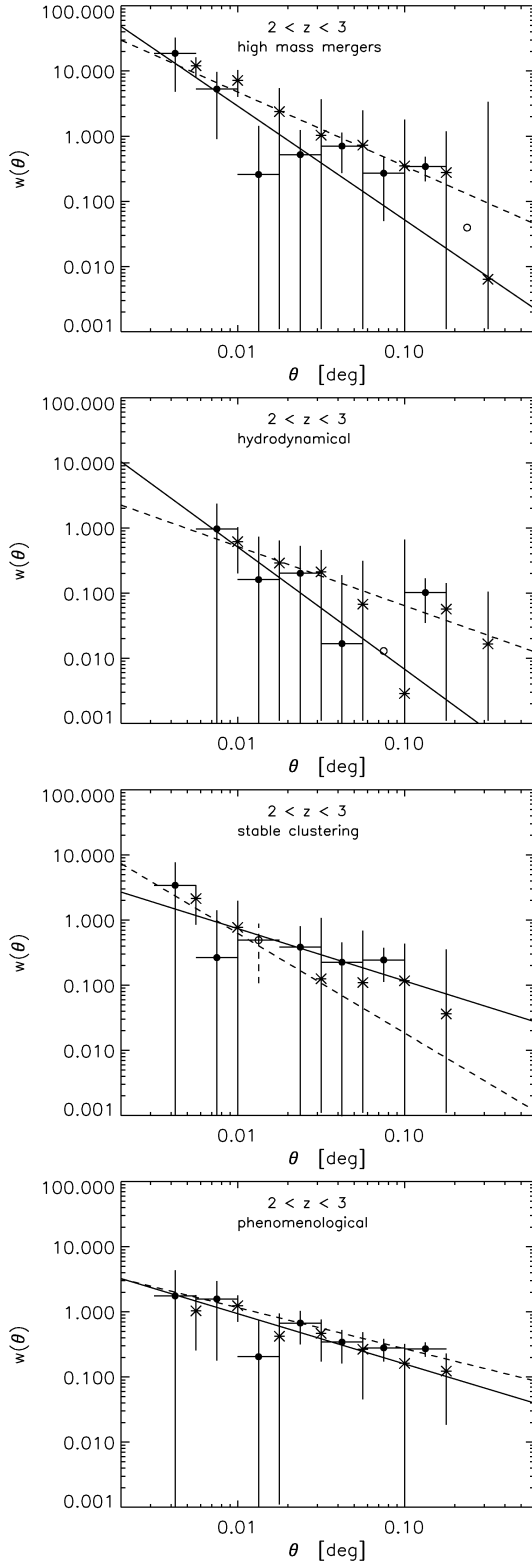 100.000
2 < z < 3
high mass mergers
10.000
1.000
w(θ)
0.100
0.010
0.001
0.01
0.10
θ [deg]
100.000
2 < z < 3
hydrodynamical
10.000
1.000
w(θ)
0.100
0.010
0.001
0.01
0.10
θ [deg]
100.000
2 < z < 3
stable clustering
10.000
1.000
w(θ)
0.100
0.010
0.001
0.01
0.10
θ [deg]
100.000
2 < z < 3
phenomenological
10.000
1.000
w(θ)
0.100
0.010
0.001
0.01
0.10
θ [deg]